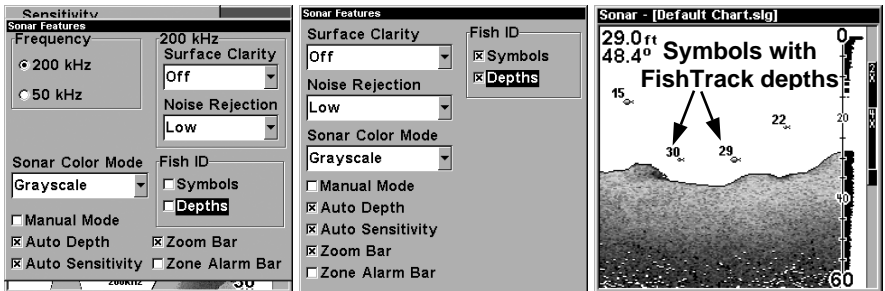 Sensitivity
Sonar Features
Frequency
200 kHz
50 kHz
200 kHz
Surface Clarity
Off
Noise Rejection
Low
Sonar Color Mode
Grayscale
Fish ID
Symbols
Depths
Manual Mode
Auto Depth
Zoom Bar
Auto Sensitivity
Zone Alarm Bar
200kHz
Sonar Features
Surface Clarity
Off
Noise Rejection
Low
Sonar Color Mode
Grayscale
Manual Mode
Auto Depth
Auto Sensitivity
Zoom Bar
Zone Alarm Bar
Fish ID
Symbols
Depths
Sonar - [Default Chart.slg]
29.0ft
48.4º
0
Symbols with
FishTrack depths
15
20
22
30
29
40
60